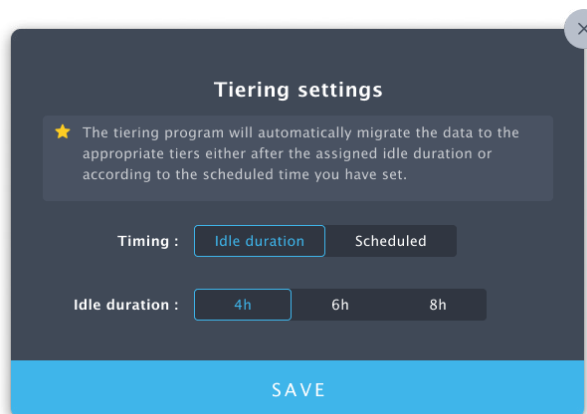 Tiering settings
The tiering program will automatically migrate the data to the
appropriate tiers either after the assigned idle duration or
according to the scheduled time you have set.
Timing : Idle duration Scheduled
Idle duration : 4h 6h 8h
SAVE